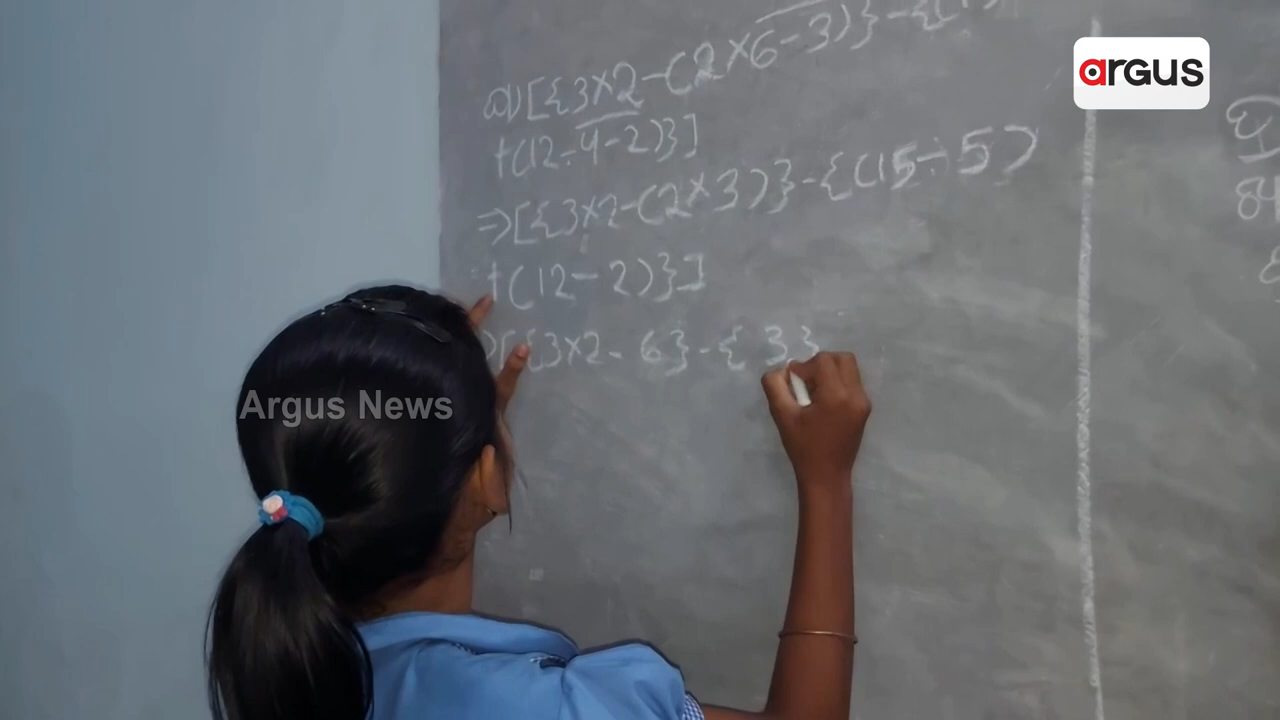 [{3×2-(2×6-3)}-{(1
+(12-4-2)}]
⇒[{3×2-(2×3)}-{(15÷5)
+(12-2)}]
[{3×2-6}-{3}
argus
Argus News